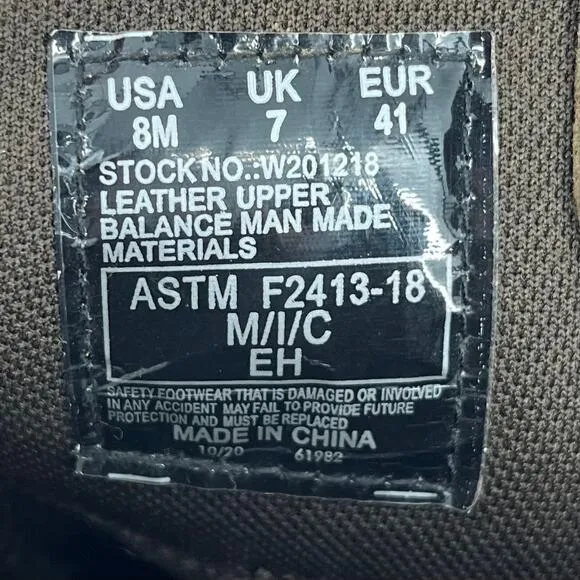 USA UK EUR
8M 7 41
STOCK NO.:W201218
LEATHER UPPER
BALANCE MAN MADE
MATERIALS
ASTM F2413-18
M/I/C
EH
SAFETY FOOTWEAR THAT IS DAMAGED OR INVOLVED
IN ANY ACCIDENT MAY FAIL TO PROVIDE FUTURE
PROTECTION AND MUST BE REPLACED
MADE IN CHINA
10/20 61982